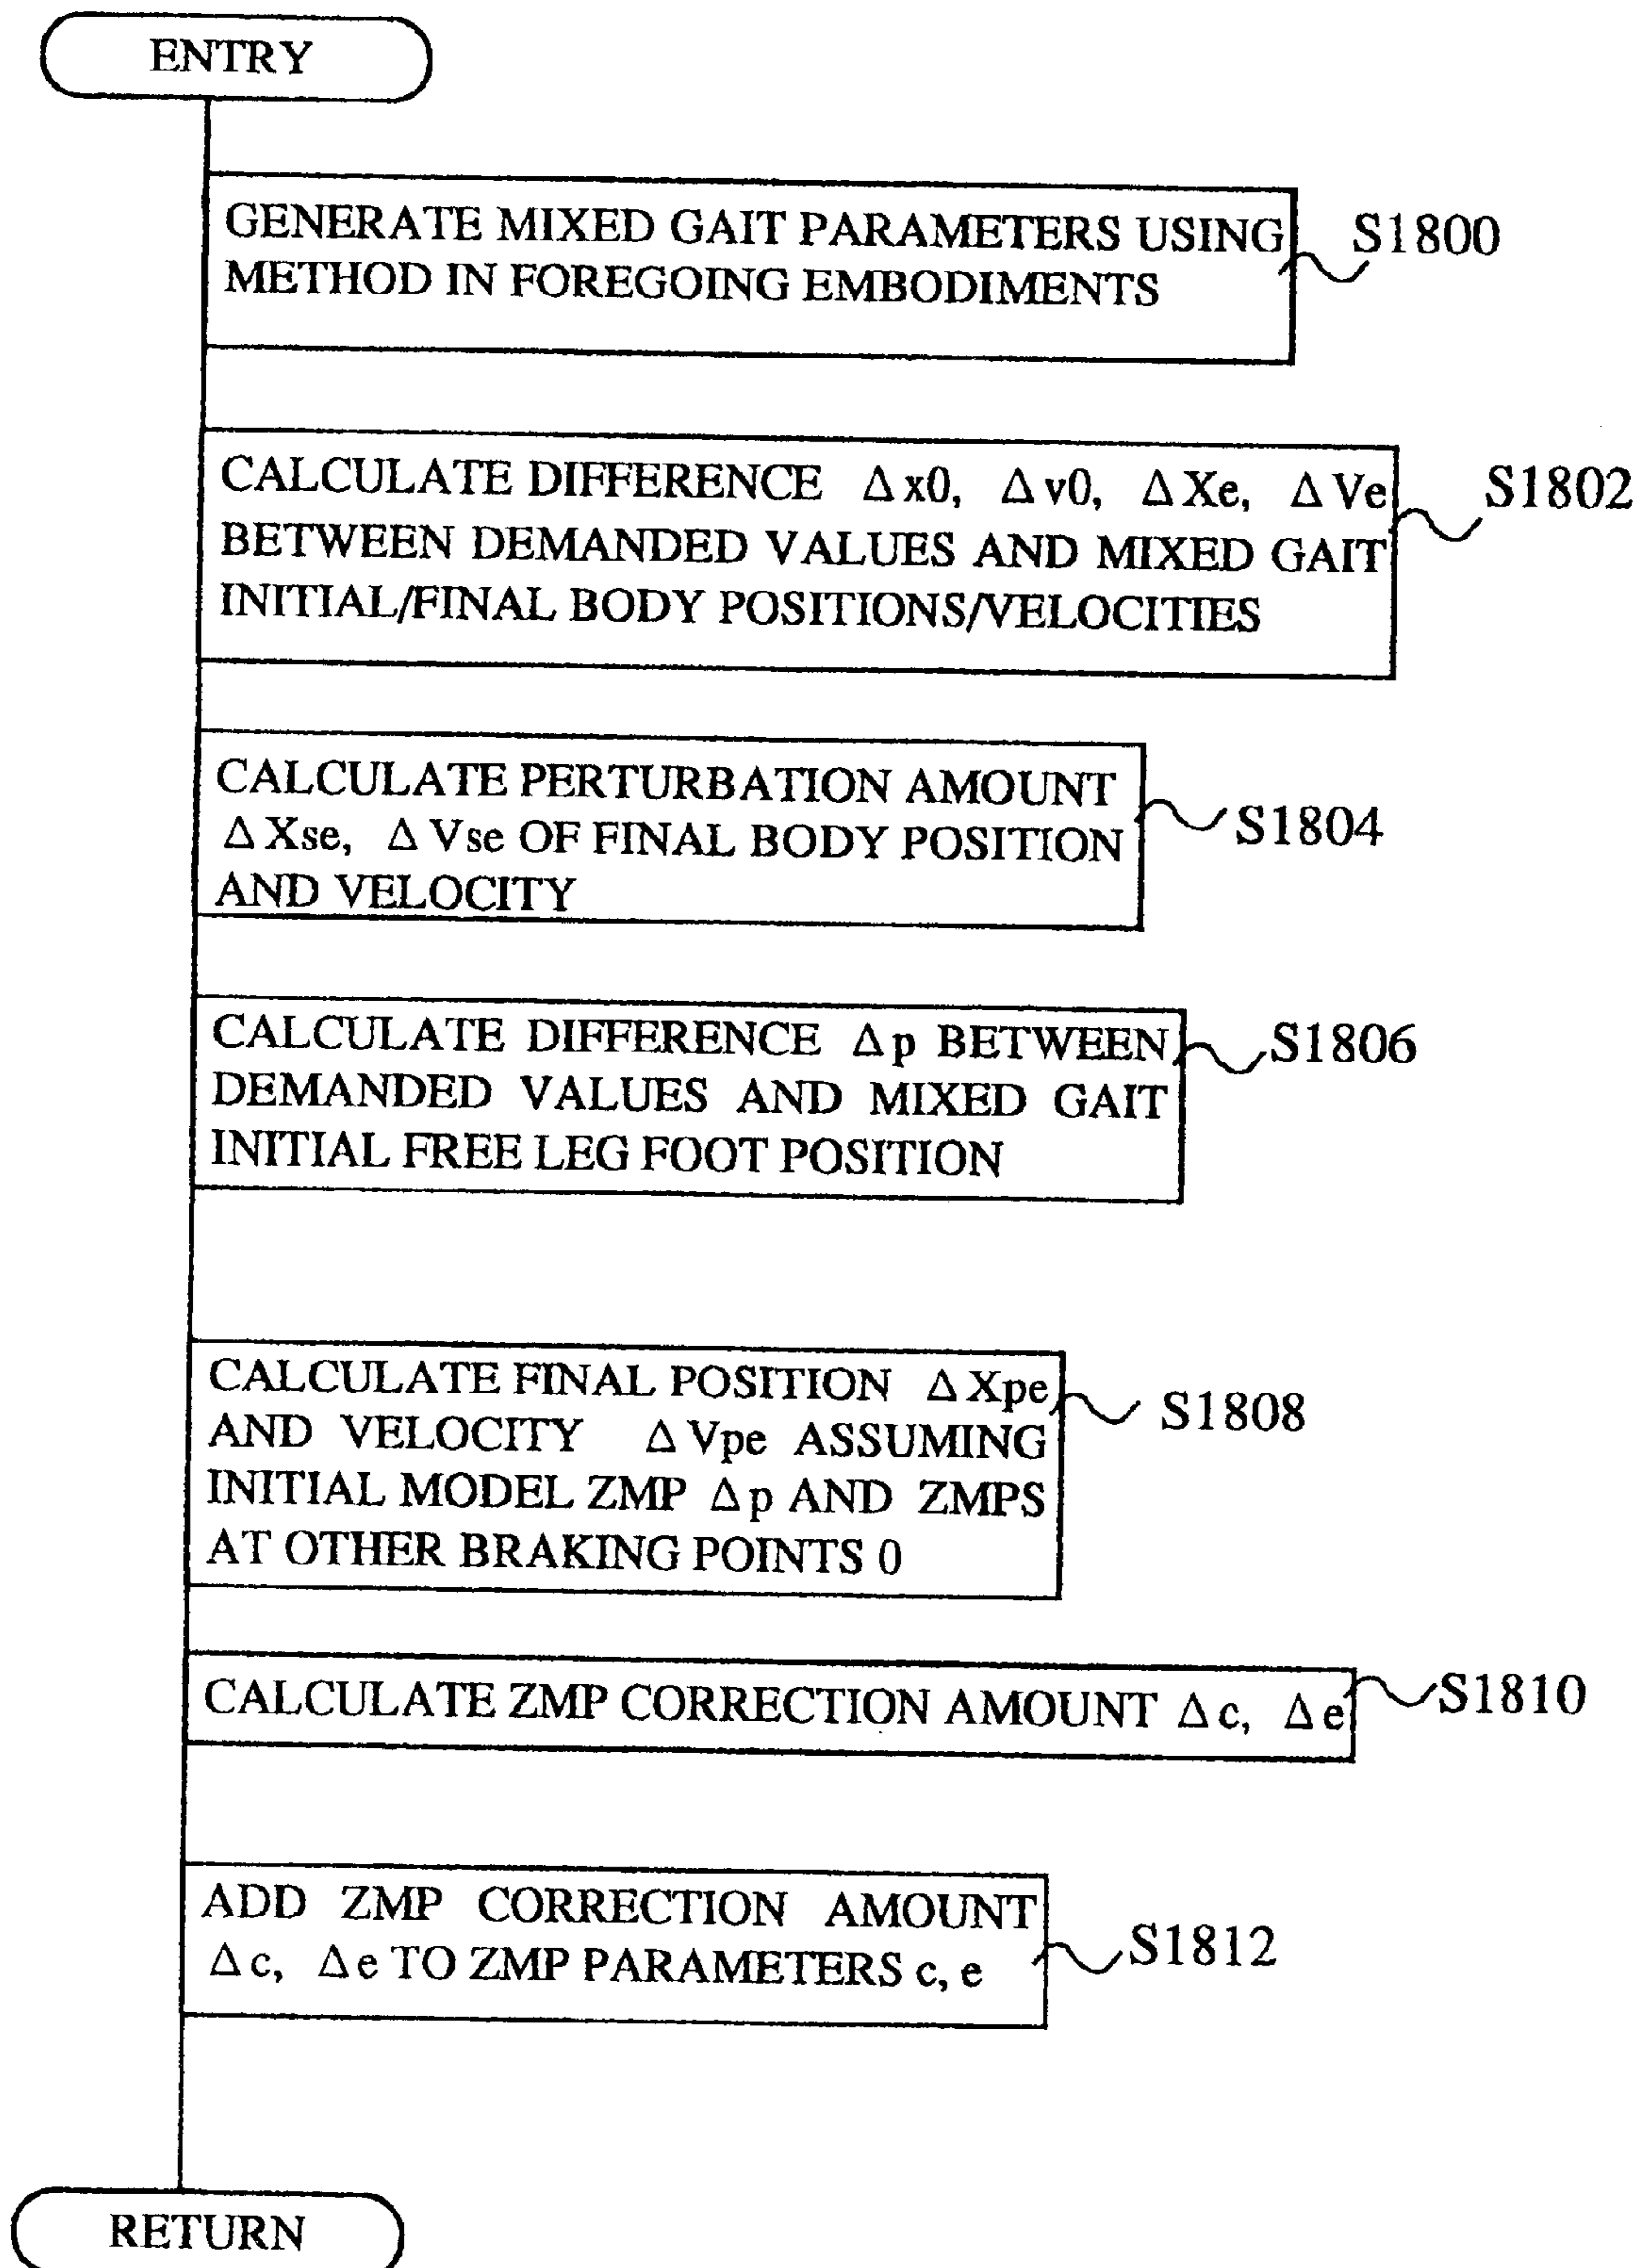 ENTRY
GENERATE MIXED GAIT PARAMETERS USING
METHOD IN FOREGOING EMBODIMENTS
S1800
CALCULATE DIFFERENCE Δx0, Δv0, ΔXe, ΔVe
BETWEEN DEMANDED VALUES AND MIXED GAIT
INITIAL/FINAL BODY POSITIONS/VELOCITIES
S1802
CALCULATE PERTURBATION AMOUNT
ΔXse, ΔVse OF FINAL BODY POSITION
AND VELOCITY
S1804
CALCULATE DIFFERENCE Δp BETWEEN
DEMANDED VALUES AND MIXED GAIT
INITIAL FREE LEG FOOT POSITION
S1806
CALCULATE FINAL POSITION ΔXpe
AND VELOCITY ΔVpe ASSUMING
INITIAL MODEL ZMP Δp AND ZMPS
AT OTHER BRAKING POINTS 0
S1808
CALCULATE ZMP CORRECTION AMOUNT Δc, Δe
S1810
ADD ZMP CORRECTION AMOUNT
Δc, Δe TO ZMP PARAMETERS c, e
S1812
RETURN